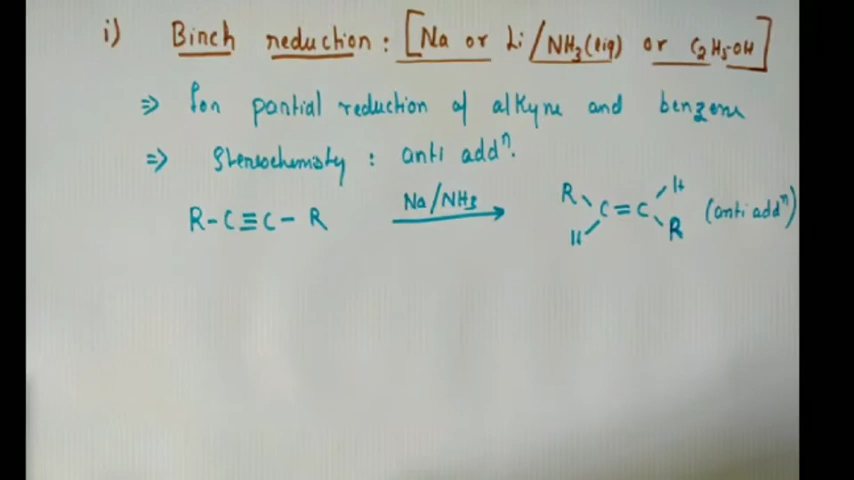 i) Birch reduction: [Na or Li/NH₃(liq) or C₂H₅-OH]
⇒ For partial reduction of alkyne and benzene
⇒ Stereochemisty: anti addⁿ.
R-C≡C-R Na/NH₃ R H C=C H R (anti addⁿ)